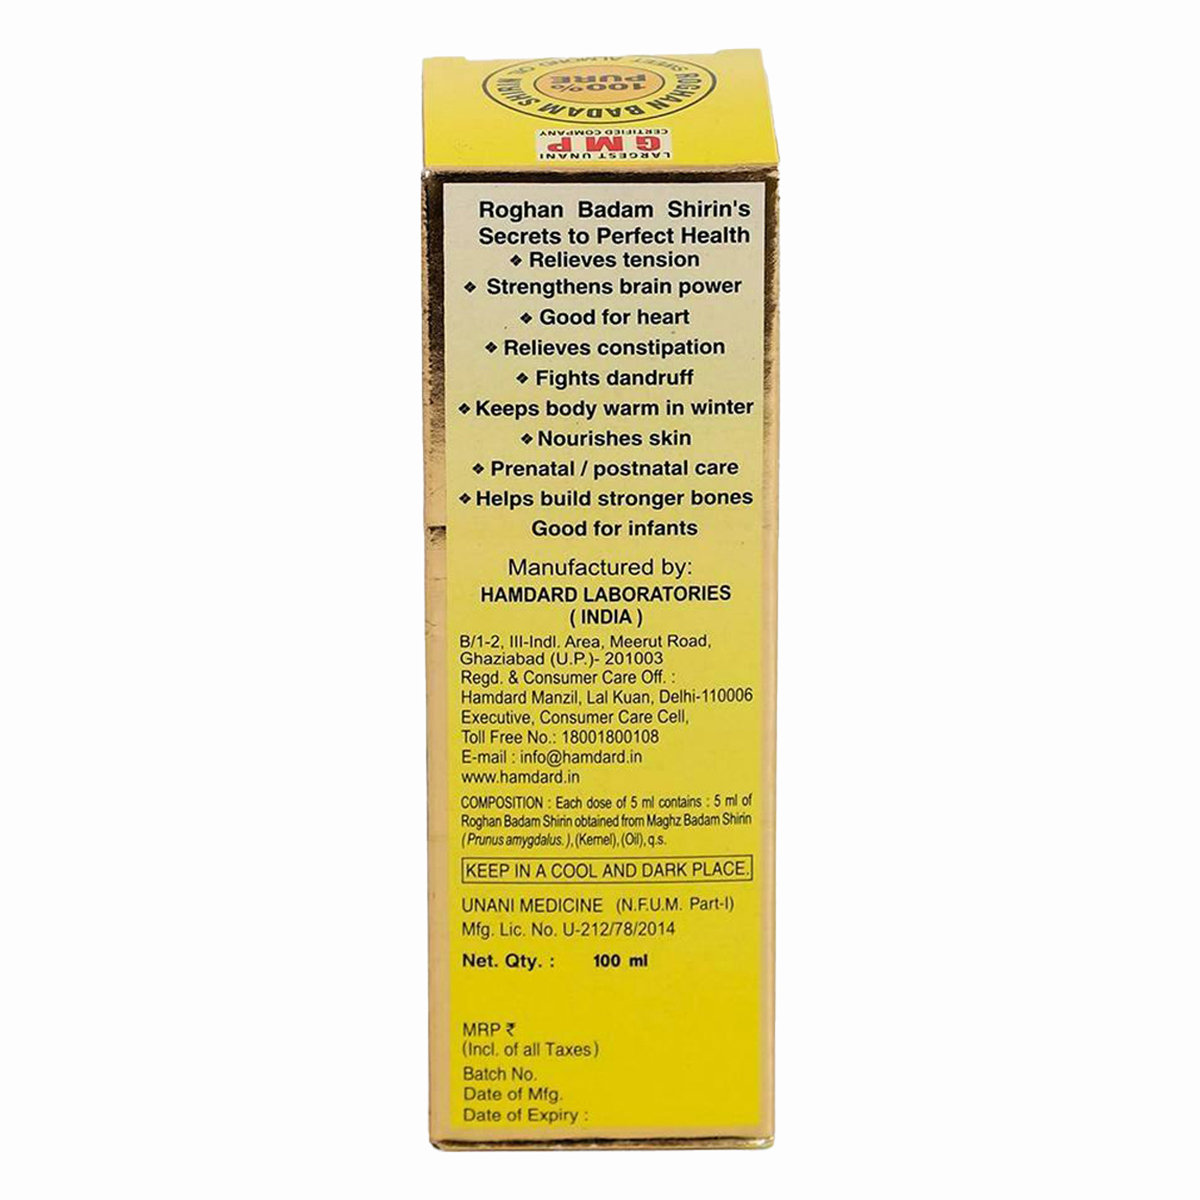 SWEET ALMOND OIL
ROGHAN BADAM SHIRIN
100%
PURE
LARGEST UNANI
GMP
CERTIFIED COMPANY
Roghan Badam Shirin's
Secrets to Perfect Health
❖ Relieves tension
❖ Strengthens brain power
❖ Good for heart
❖ Relieves constipation
❖ Fights dandruff
❖ Keeps body warm in winter
❖ Nourishes skin
❖ Prenatal / postnatal care
❖ Helps build stronger bones
Good for infants
Manufactured by:
HAMDARD LABORATORIES
( INDIA )
B/1-2, III-Indl. Area, Meerut Road,
Ghaziabad (U.P.)- 201003
Regd. & Consumer Care Off. :
Hamdard Manzil, Lal Kuan, Delhi-110006
Executive, Consumer Care Cell,
Toll Free No.: 18001800108
E-mail : info@hamdard.in
www.hamdard.in
COMPOSITION : Each dose of 5 ml contains : 5 ml of
Roghan Badam Shirin obtained from Maghz Badam Shirin
(Prunus amygdalus.), (Kernel), (Oil), q.s.
KEEP IN A COOL AND DARK PLACE.
UNANI MEDICINE (N.F.U.M. Part-I)
Mfg. Lic. No. U-212/78/2014
Net. Qty. : 100 ml
MRP ₹
(Incl. of all Taxes)
Batch No.
Date of Mfg.
Date of Expiry :